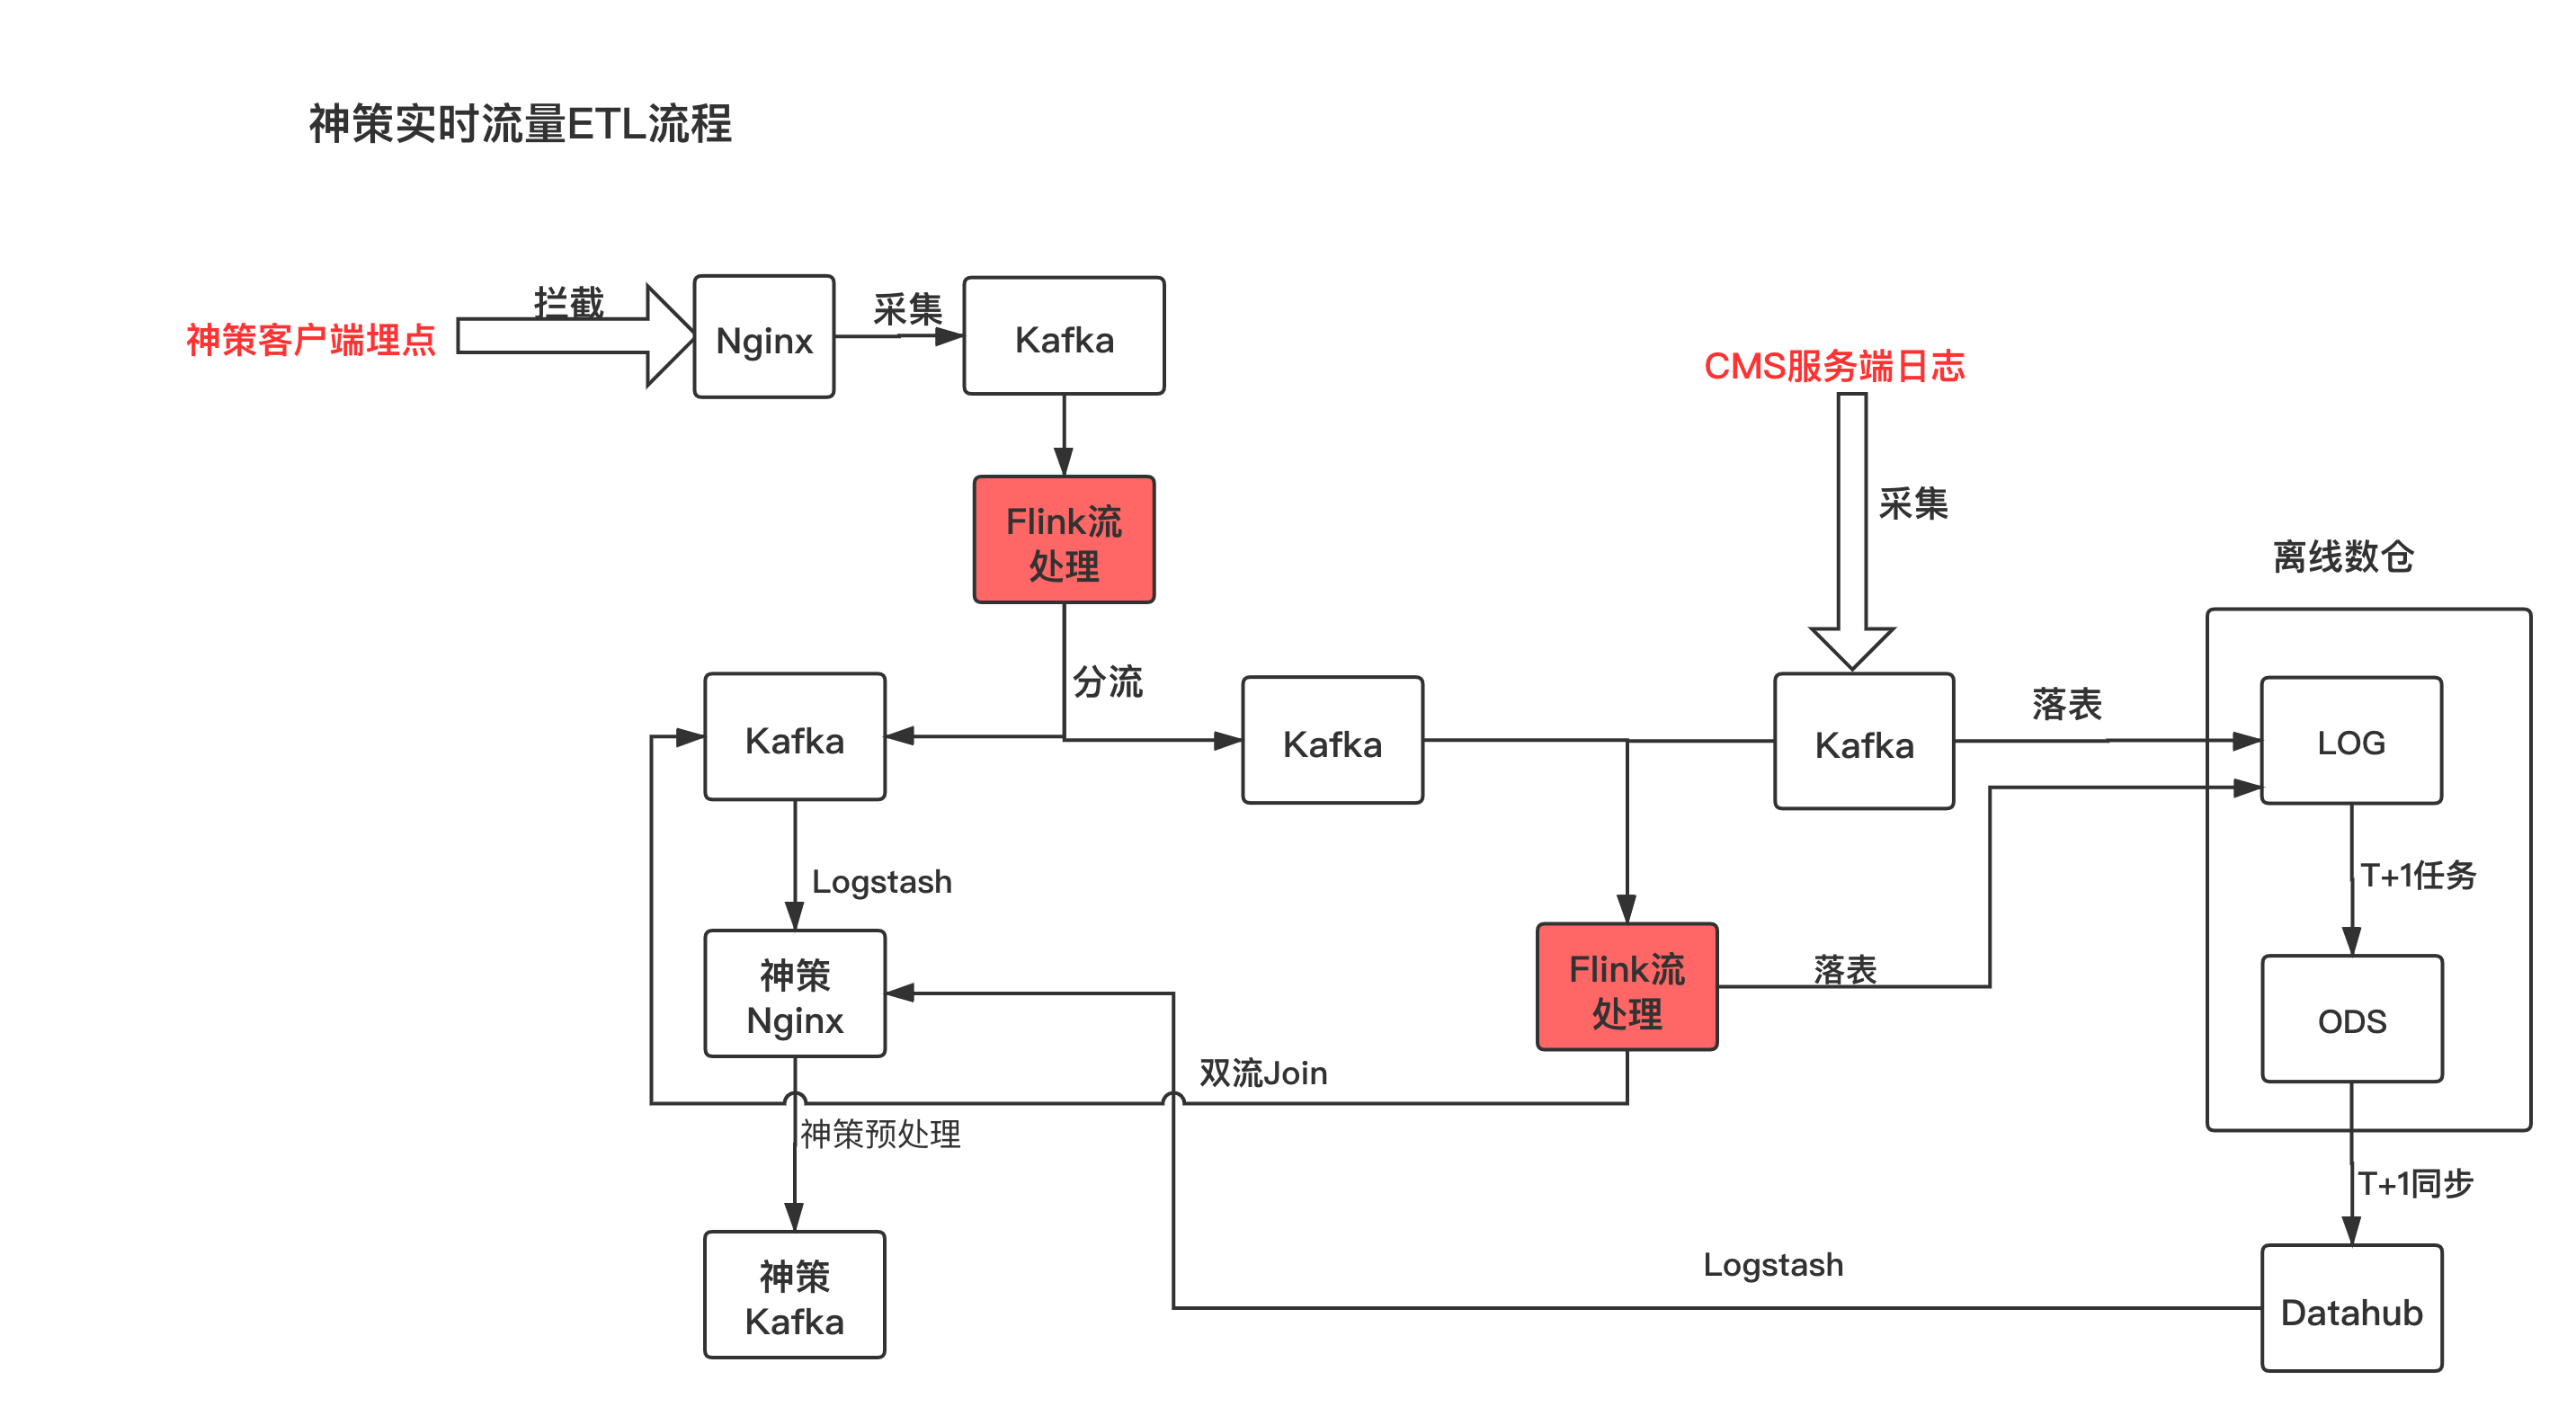 神策实时流量ETL流程
拦截
神策客户端埋点
Nginx
采集
Kafka
CMS服务端日志
采集
Flink流
处理
离线数仓
分流
Kafka
Kafka
Kafka
落表
LOG
Logstash
T+1任务
神策
Nginx
Flink流
处理
落表
ODS
双流Join
神策预处理
T+1同步
神策
Kafka
Logstash
Datahub